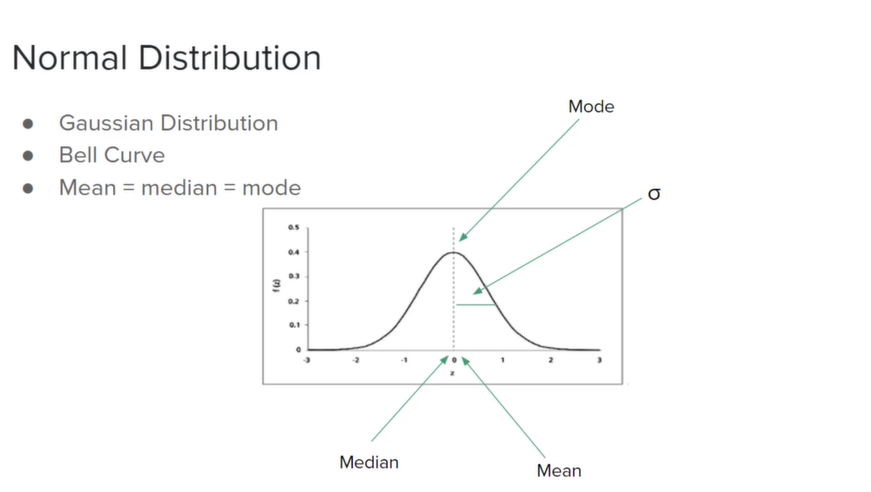 Normal Distribution
Gaussian Distribution
Bell Curve
Mean = median = mode
Mode
σ
0.5
0.4
0.3
0.2
0.1
0
f(z)
-3 -2 -1 0 1 2 3
z
Median
Mean